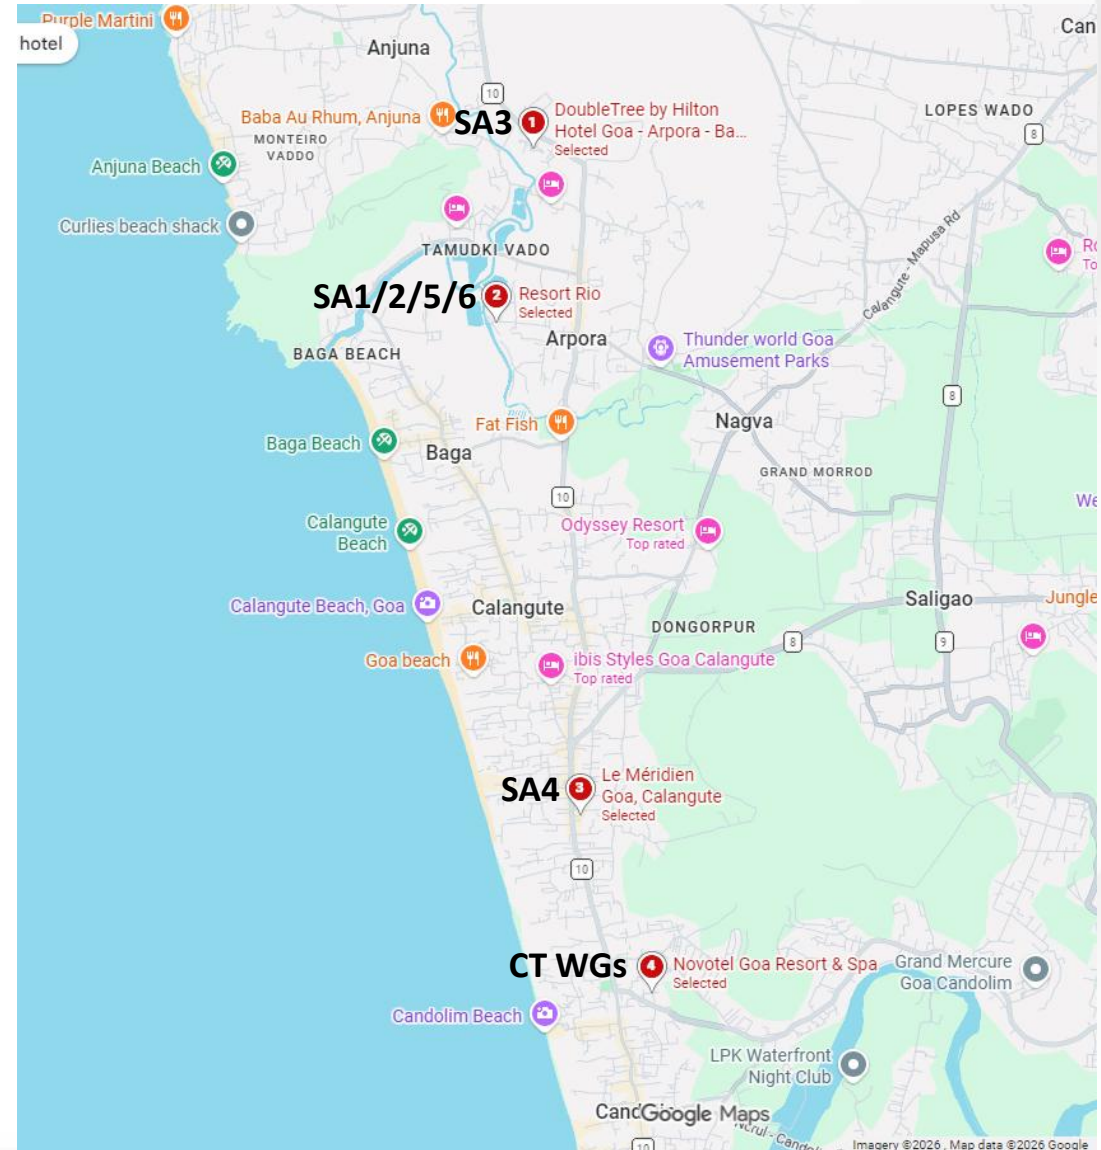 Purple Martini
hotel
Anjuna
Can
10
LOPES WADO
8
Baba Au Rhum, Anjuna
SA3
1
DoubleTree by Hilton
Hotel Goa - Arpora - Ba...
Selected
MONTEIRO
VADDO
Anjuna Beach
Curlies beach shack
TAMUDKI VADO
Calangute - Mapusa Rd
SA1/2/5/6
2
Resort Rio
Selected
Arpora
Thunder world Goa
Amusement Parks
BAGA BEACH
8
Fat Fish
Nagva
Baga Beach
Baga
GRAND MORROD
10
We
Calangute
Beach
Odyssey Resort
Top rated
Calangute Beach, Goa
Calangute
Saligao
Jungle
DONGORPUR
8
9
Goa beach
ibis Styles Goa Calangute
Top rated
SA4
3
Le Méridien
Goa, Calangute
Selected
10
CT WGs
4
Novotel Goa Resort & Spa
Selected
Grand Mercure
Goa Candolim
Candolim Beach
LPK Waterfront
Night Club
Google Maps
10
Imagery ©2026 , Map data ©2026 Google